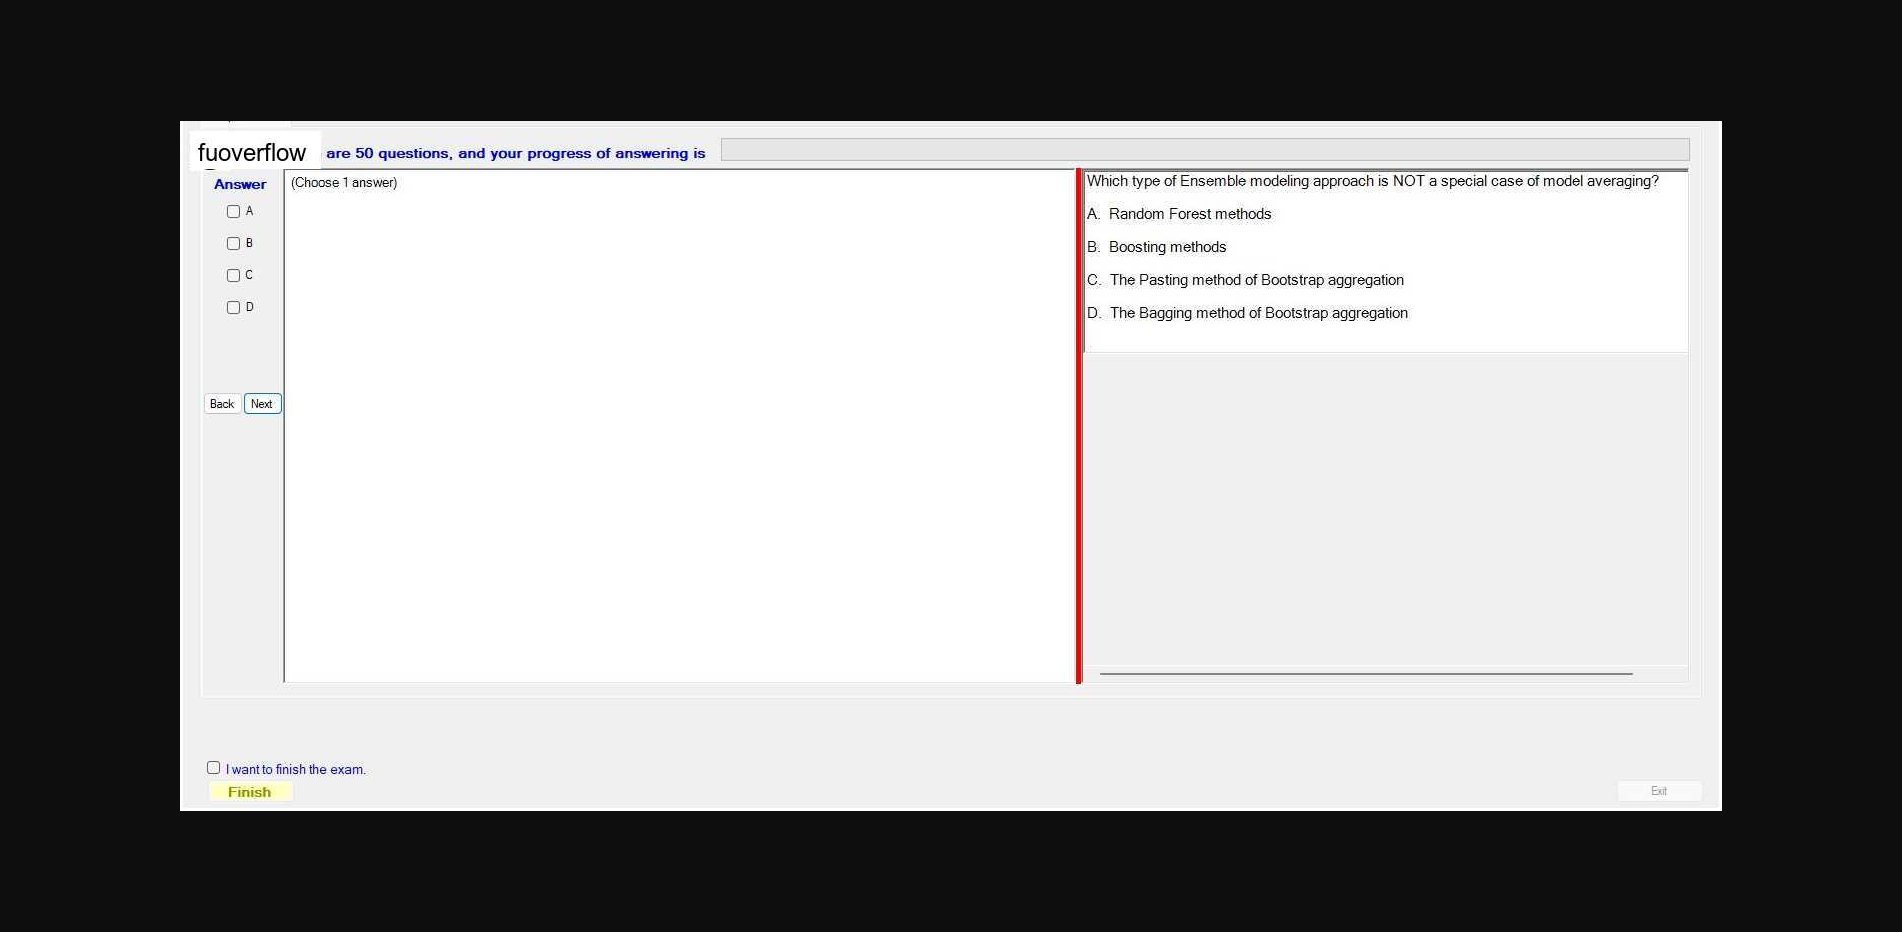 fuoverflow are 50 questions, and your progress of answering is
Answer
(Choose 1 answer)
A
B
C
D
Back Next
Which type of Ensemble modeling approach is NOT a special case of model averaging?
A. Random Forest methods
B. Boosting methods
C. The Pasting method of Bootstrap aggregation
D. The Bagging method of Bootstrap aggregation
I want to finish the exam.
Finish
Exit